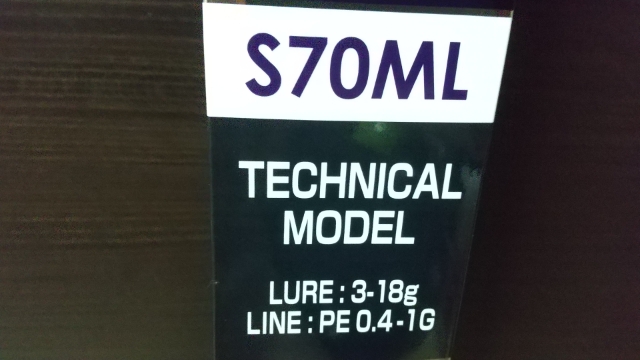 S70ML
TECHNICAL
MODEL
LURE : 3-18g
LINE : PE 0.4-1G